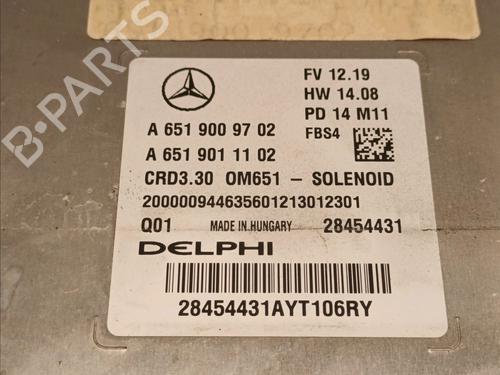 FV 12.19
HW 14.08
PD 14 M11
FBS4
A 651 900 97 02
A 651 901 11 02
CRD3.30 OM651 - SOLENOID
200000944635601213012301
Q01 MADE IN HUNGARY 28454431
DELPHI
28454431AYT106RY
B-PARTS